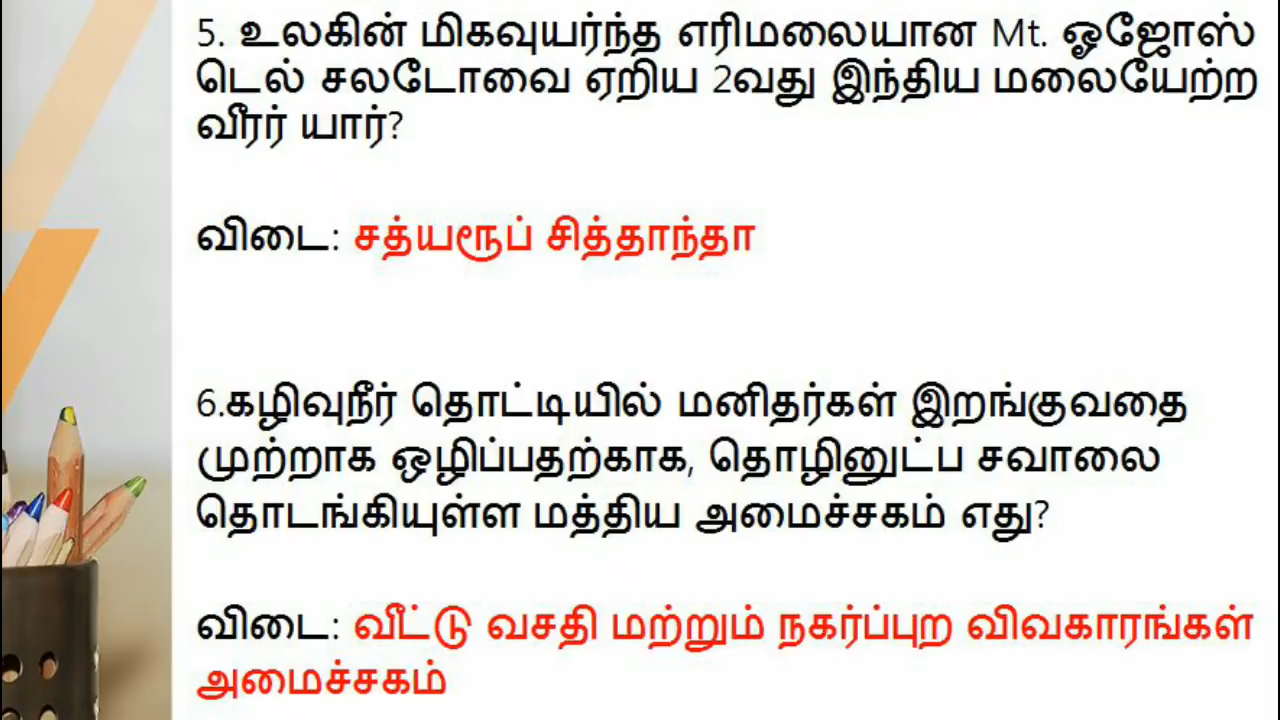 5. உலகின் மிகவுயர்ந்த எரிமலையான Mt. ஓஜோஸ்
டெல் சலடோவை ஏறிய 2வது இந்திய மலையேற்ற
வீரர் யார்?
விடை: சத்யரூப் சித்தாந்தா
6.கழிவுநீர் தொட்டியில் மனிதர்கள் இறங்குவதை
முற்றாக ஒழிப்பதற்காக, தொழினுட்ப சவாலை
தொடங்கியுள்ள மத்திய அமைச்சகம் எது?
விடை: வீட்டு வசதி மற்றும் நகர்ப்புற விவகாரங்கள்
அமைச்சகம்